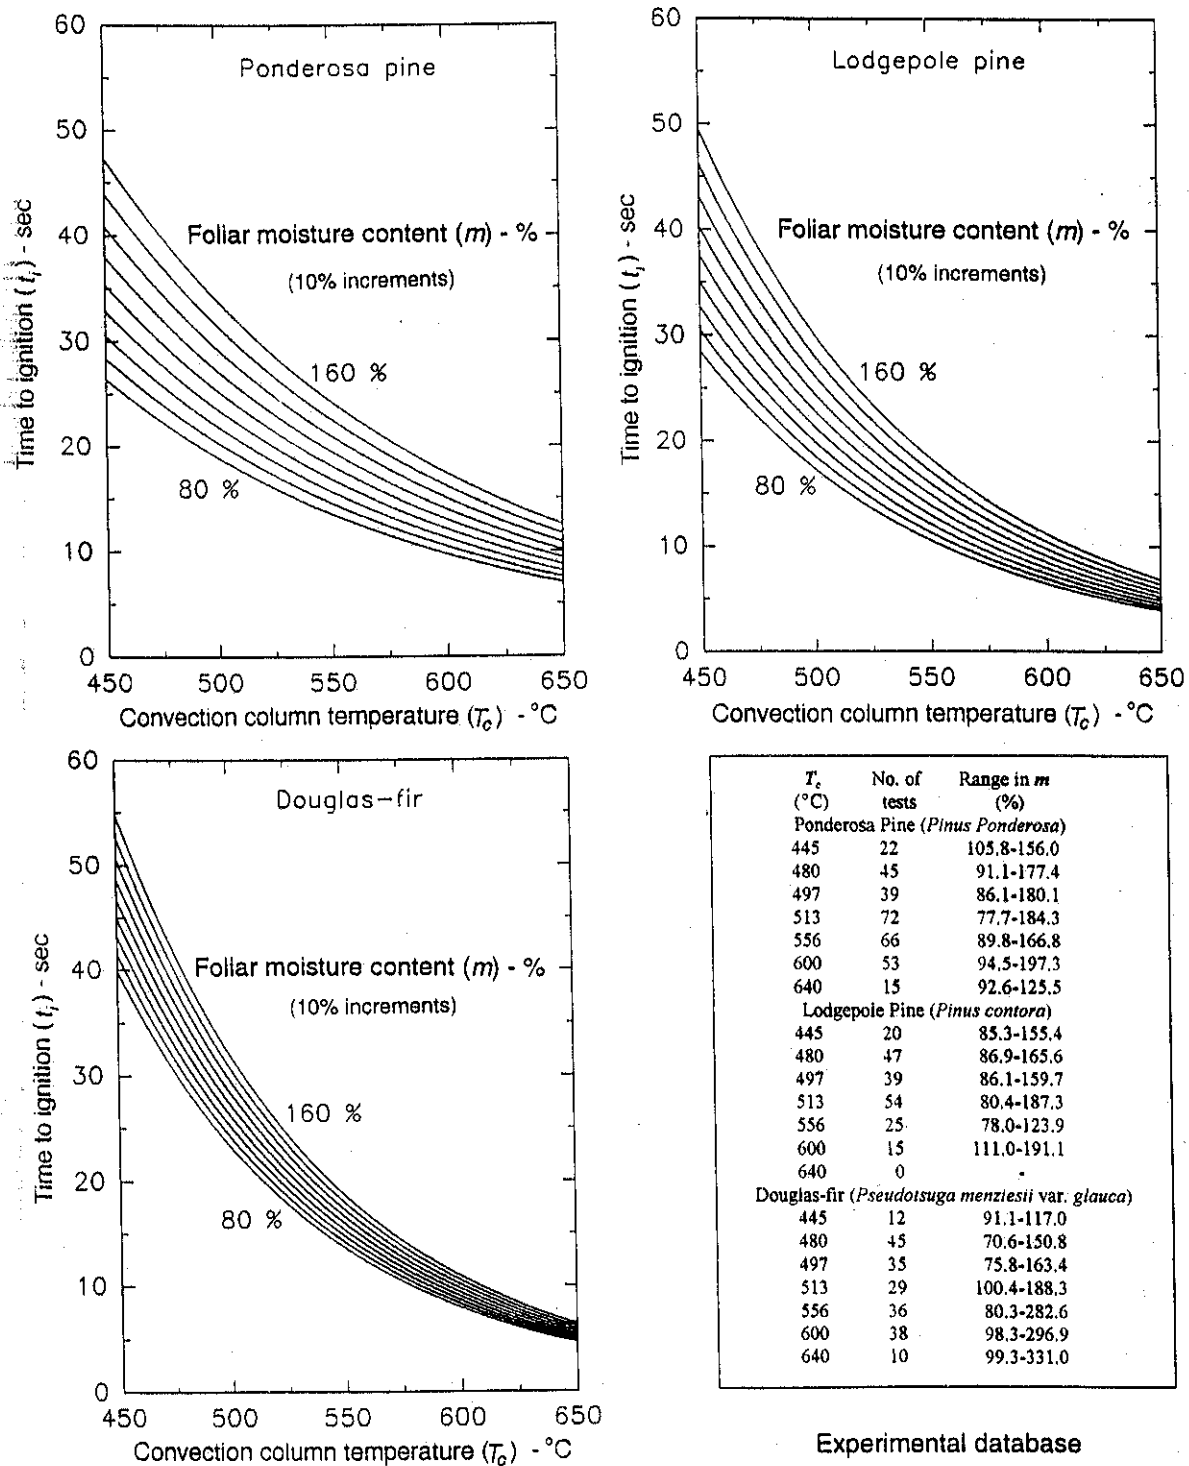 Ponderosa pine
60
50
40
30
20
10
0
Time to ignition (tᵢ) - sec
Foliar moisture content (m) - %
(10% increments)
160 %
80 %
450 500 550 600 650
Convection column temperature (T꜀) - °C
Lodgepole pine
60
50
40
30
20
10
0
Time to ignition (tᵢ) - sec
Foliar moisture content (m) - %
(10% increments)
160 %
80 %
450 500 550 600 650
Convection column temperature (T꜀) - °C
Douglas-fir
60
50
40
30
20
10
0
Time to ignition (tᵢ) - sec
Foliar moisture content (m) - %
(10% increments)
160 %
80 %
450 500 550 600 650
Convection column temperature (T꜀) - °C
T꜀ No. of Range in m
(°C) tests (%)
Ponderosa Pine (Pinus Ponderosa)
445 22 105.8-156.0
480 45 91.1-177.4
497 39 86.1-180.1
513 72 77.7-184.3
556 66 89.8-166.8
600 53 94.5-197.3
640 15 92.6-125.5
Lodgepole Pine (Pinus contora)
445 20 85.3-155.4
480 47 86.9-165.6
497 39 86.1-159.7
513 54 80.4-187.3
556 25 78.0-123.9
600 15 111.0-191.1
640 0 -
Douglas-fir (Pseudotsuga menziesii var. glauca)
445 12 91.1-117.0
480 45 70.6-150.8
497 35 75.8-163.4
513 29 100.4-188.3
556 36 80.3-282.6
600 38 98.3-296.9
640 10 99.3-331.0
Experimental database